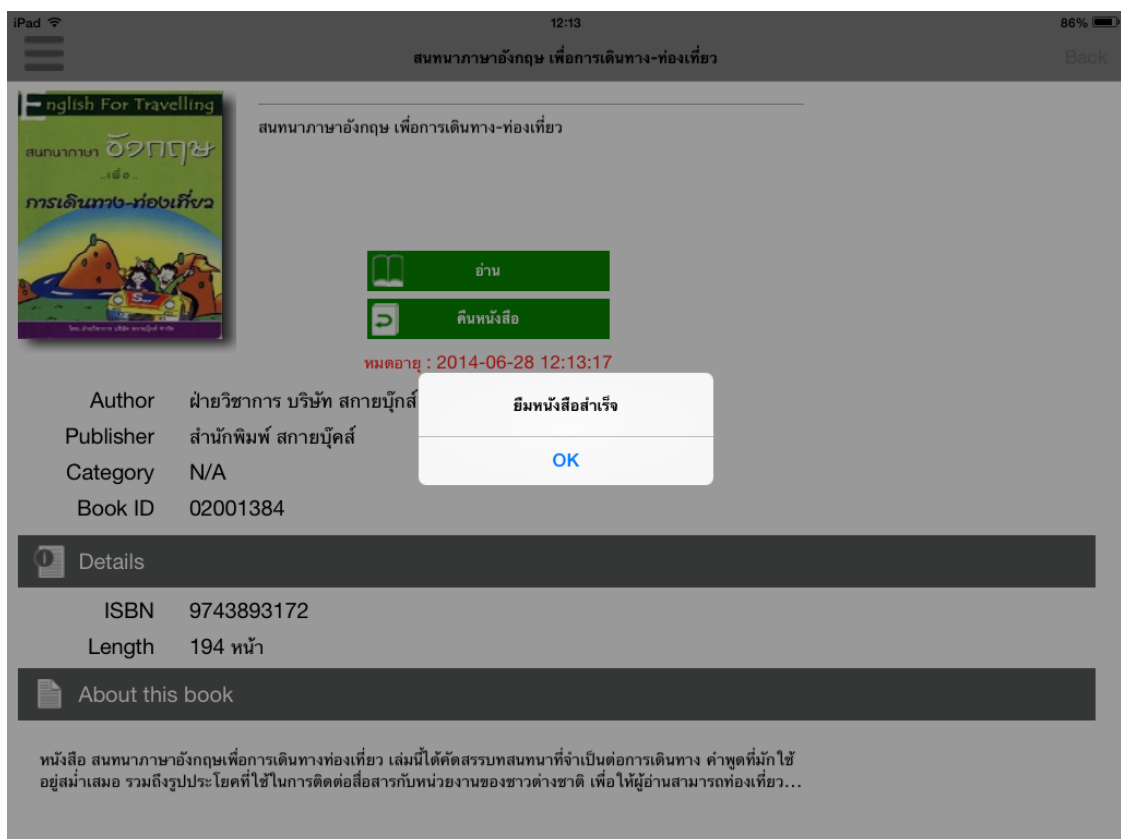 iPad 12:13 86%
สนทนาภาษาอังกฤษ เพื่อการเดินทาง-ท่องเที่ยว
Back
English For Travelling
สนทนาภาษา อังกฤษ
..เพื่อ..
การเดินทาง-ท่องเที่ยว
สนทนาภาษาอังกฤษ เพื่อการเดินทาง-ท่องเที่ยว
อ่าน
คืนหนังสือ
หมดอายุ : 2014-06-28 12:13:17
Author ฝ่ายวิชาการ บริษัท สกายบุ๊กส์
Publisher สำนักพิมพ์ สกายบุ๊คส์
Category N/A
Book ID 02001384
ยืมหนังสือสำเร็จ
OK
Details
ISBN 9743893172
Length 194 หน้า
About this book
หนังสือ สนทนาภาษาอังกฤษเพื่อการเดินทางท่องเที่ยว เล่มนี้ได้คัดสรรบทสนทนาที่จำเป็นต่อการเดินทาง คำพูดที่มักใช้
อยู่สม่ำเสมอ รวมถึงรูปประโยคที่ใช้ในการติดต่อสื่อสารกับหน่วยงานของชาวต่างชาติ เพื่อให้ผู้อ่านสามารถท่องเที่ยว...